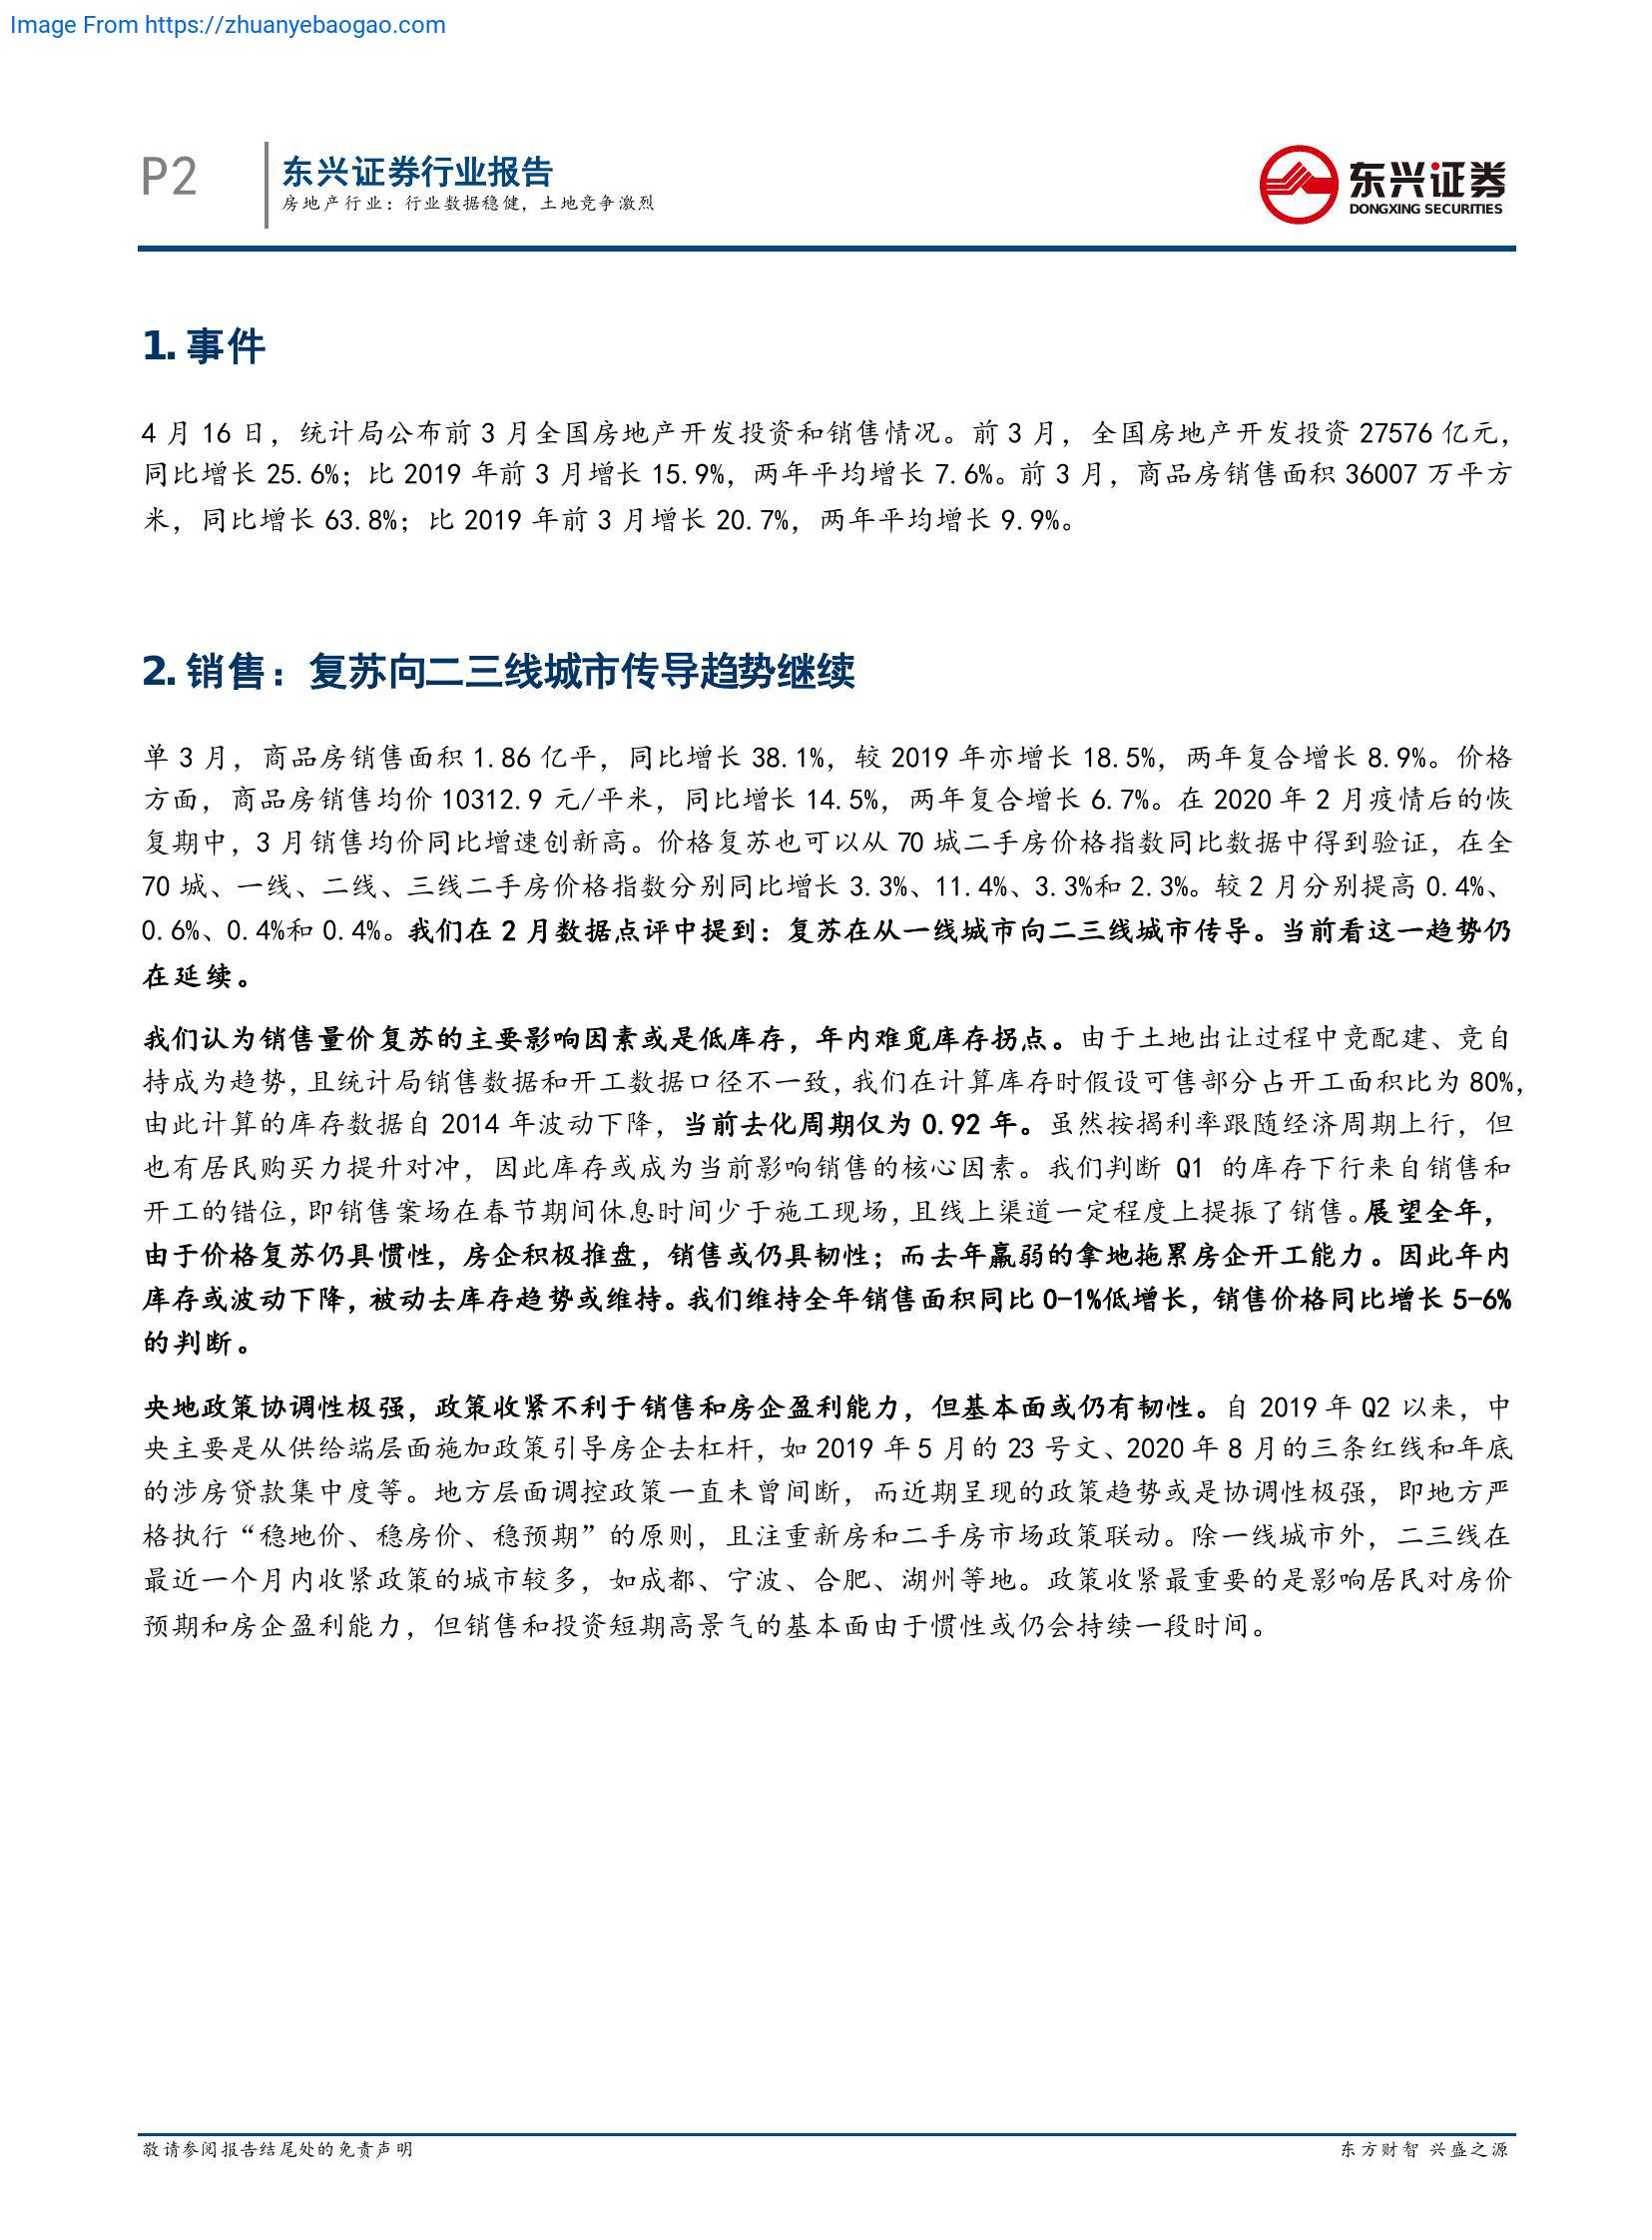 Image From https://zhuanyebaogao.com
P2
东兴证券行业报告
房地产行业：行业数据稳健，土地竞争激烈
东兴证券
DONGXING SECURITIES
1. 事件
4 月 16 日，统计局公布前 3 月全国房地产开发投资和销售情况。前 3 月，全国房地产开发投资 27576 亿元，
同比增长 25.6%；比 2019 年前 3 月增长 15.9%，两年平均增长 7.6%。前 3 月，商品房销售面积 36007 万平方
米，同比增长 63.8%；比 2019 年前 3 月增长 20.7%，两年平均增长 9.9%。
2. 销售：复苏向二三线城市传导趋势继续
单 3 月，商品房销售面积 1.86 亿平，同比增长 38.1%，较 2019 年亦增长 18.5%，两年复合增长 8.9%。价格
方面，商品房销售均价 10312.9 元/平米，同比增长 14.5%，两年复合增长 6.7%。在 2020 年 2 月疫情后的恢
复期中，3 月销售均价同比增速创新高。价格复苏也可以从 70 城二手房价格指数同比数据中得到验证，在全
70 城、一线、二线、三线二手房价格指数分别同比增长 3.3%、11.4%、3.3%和 2.3%。较 2 月分别提高 0.4%、
0.6%、0.4%和 0.4%。我们在 2 月数据点评中提到：复苏在从一线城市向二三线城市传导。当前看这一趋势仍
在延续。
我们认为销售量价复苏的主要影响因素或是低库存，年内难觅库存拐点。由于土地出让过程中竞配建、竞自
持成为趋势，且统计局销售数据和开工数据口径不一致，我们在计算库存时假设可售部分占开工面积比为 80%，
由此计算的库存数据自 2014 年波动下降，当前去化周期仅为 0.92 年。虽然按揭利率跟随经济周期上行，但
也有居民购买力提升对冲，因此库存或成为当前影响销售的核心因素。我们判断 Q1 的库存下行来自销售和
开工的错位，即销售案场在春节期间休息时间少于施工现场，且线上渠道一定程度上提振了销售。展望全年，
由于价格复苏仍具惯性，房企积极推盘，销售或仍具韧性；而去年羸弱的拿地拖累房企开工能力。因此年内
库存或波动下降，被动去库存趋势或维持。我们维持全年销售面积同比 0-1%低增长，销售价格同比增长 5-6%
的判断。
央地政策协调性极强，政策收紧不利于销售和房企盈利能力，但基本面或仍有韧性。自 2019 年 Q2 以来，中
央主要是从供给端层面施加政策引导房企去杠杆，如 2019 年 5 月的 23 号文、2020 年 8 月的三条红线和年底
的涉房贷款集中度等。地方层面调控政策一直未曾间断，而近期呈现的政策趋势或是协调性极强，即地方严
格执行“稳地价、稳房价、稳预期”的原则，且注重新房和二手房市场政策联动。除一线城市外，二三线在
最近一个月内收紧政策的城市较多，如成都、宁波、合肥、湖州等地。政策收紧最重要的是影响居民对房价
预期和房企盈利能力，但销售和投资短期高景气的基本面由于惯性或仍会持续一段时间。
敬请参阅报告结尾处的免责声明
东方财智 兴盛之源